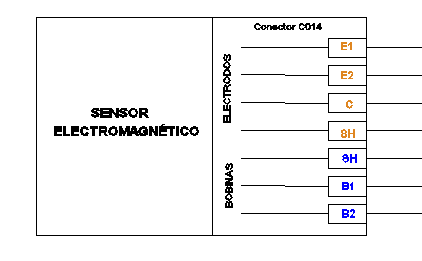 Conector C014
E1
E2
C
SH
SH
B1
B2
ELECTRODOS
BOBINAS
SENSOR
ELECTROMAGNÉTICO